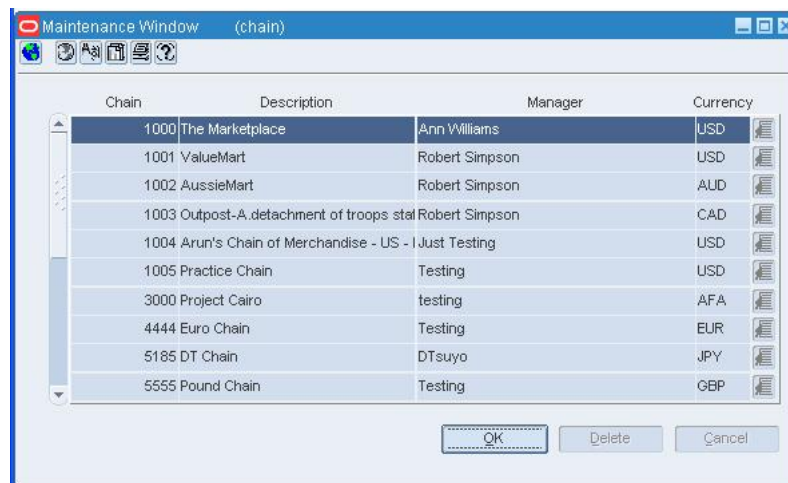 Maintenance Window (chain)
Chain Description Manager Currency
1000 The Marketplace Ann Williams USD
1001 ValueMart Robert Simpson USD
1002 AussieMart Robert Simpson AUD
1003 Outpost-A.detachment of troops stat Robert Simpson CAD
1004 Arun's Chain of Merchandise - US - I Just Testing USD
1005 Practice Chain Testing USD
3000 Project Cairo testing AFA
4444 Euro Chain Testing EUR
5185 DT Chain DTsuyo JPY
5555 Pound Chain Testing GBP
OK Delete Cancel